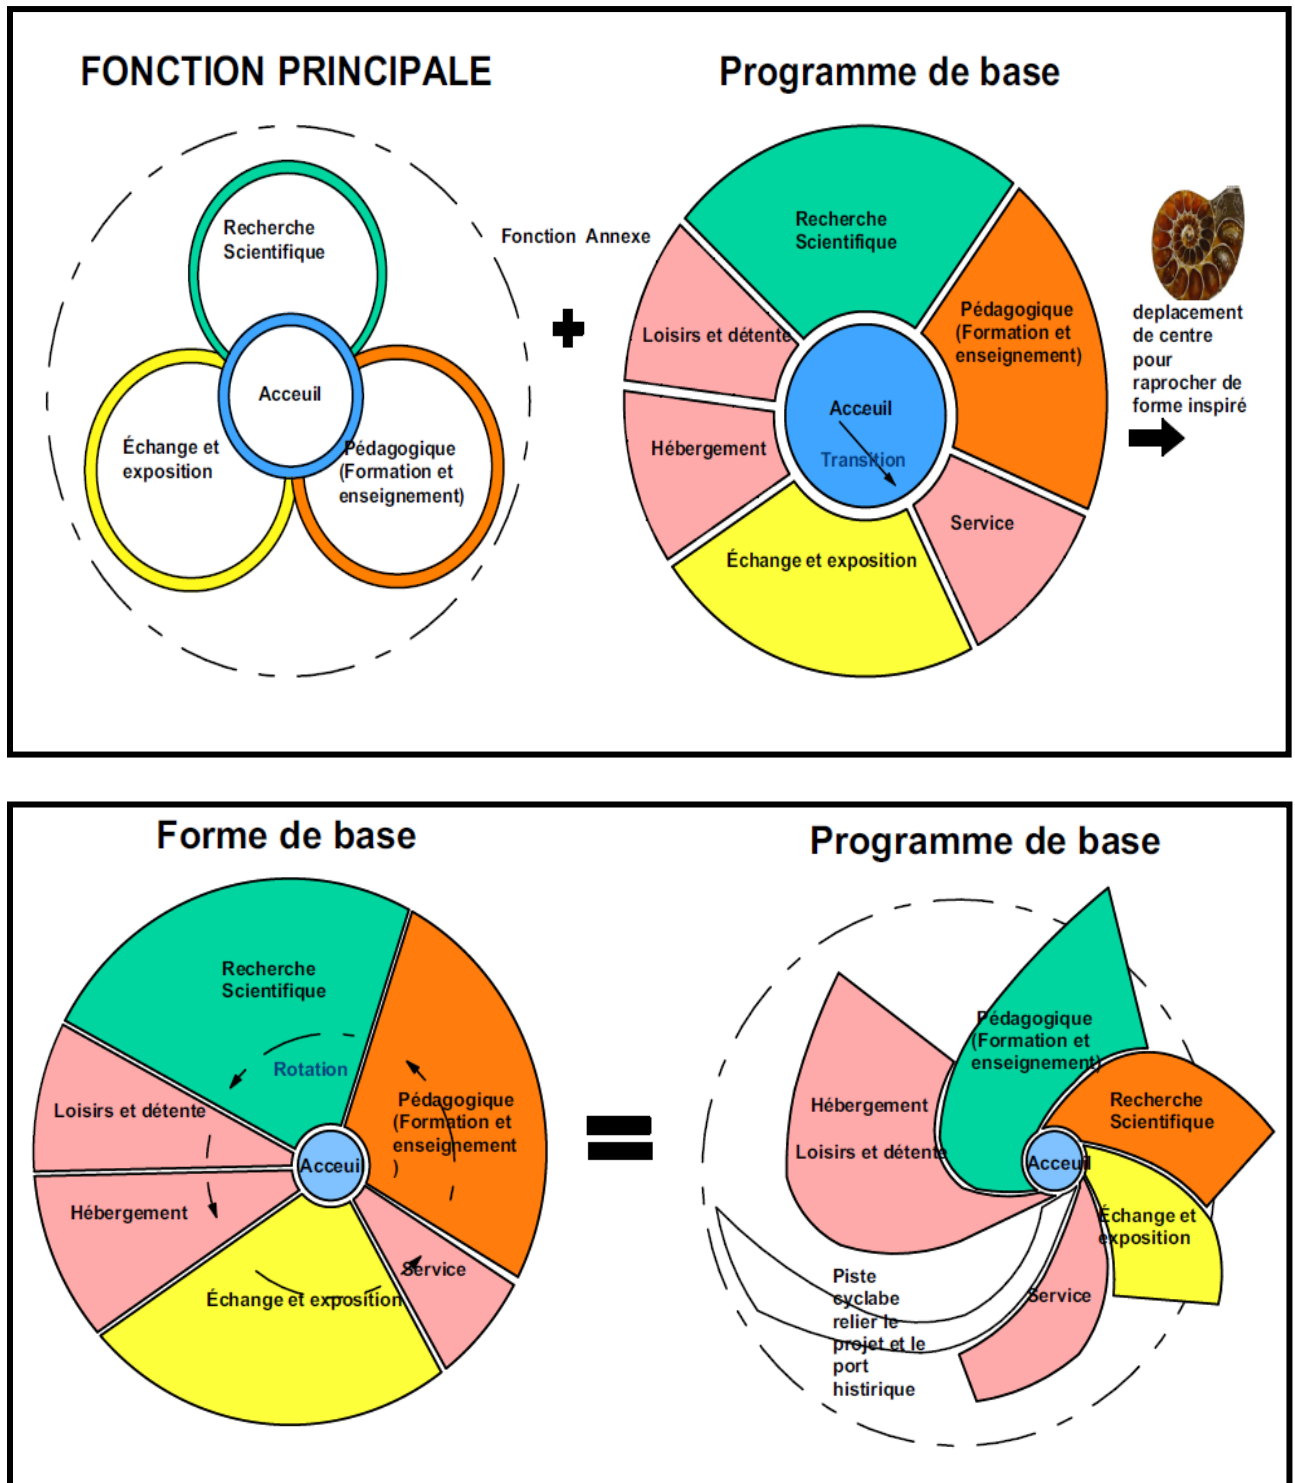 FONCTION PRINCIPALE
Recherche
Scientifique
Acceuil
Échange et
exposition
Pédagogique
(Formation et
enseignement)
Fonction Annexe
Programme de base
Recherche
Scientifique
Pédagogique
(Formation et
enseignement)
Loisirs et détente
Acceuil
Transition
Hébergement
Service
Échange et exposition
deplacement
de centre
pour
raprocher de
forme inspiré
Forme de base
Recherche
Scientifique
Rotation
Loisirs et détente
Pédagogique
(Formation et
enseignement
)
Acceuil
Hébergement
Service
Échange et exposition
Programme de base
Pédagogique
(Formation et
enseignement)
Hébergement
Loisirs et détente
Recherche
Scientifique
Acceuil
Échange et
exposition
Service
Piste
cyclabe
relier le
projet et le
port
histirique